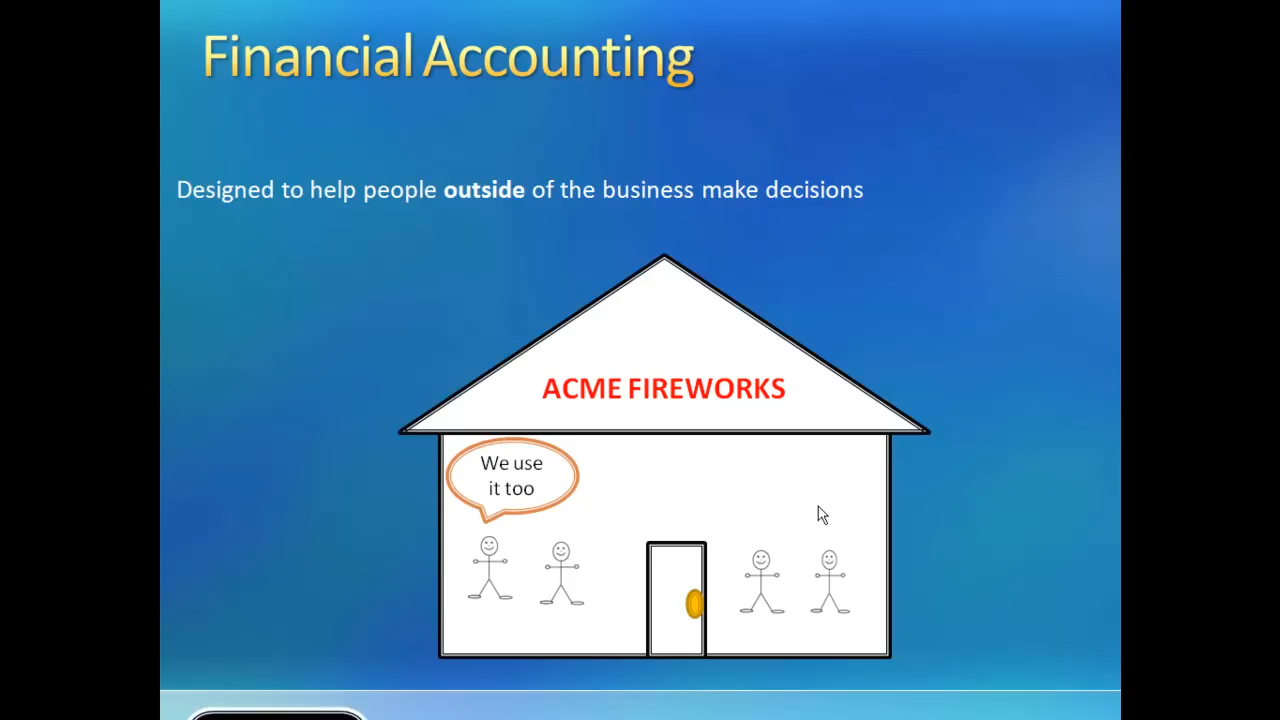 Financial Accounting
Designed to help people outside of the business make decisions
ACME FIREWORKS
We use
it too